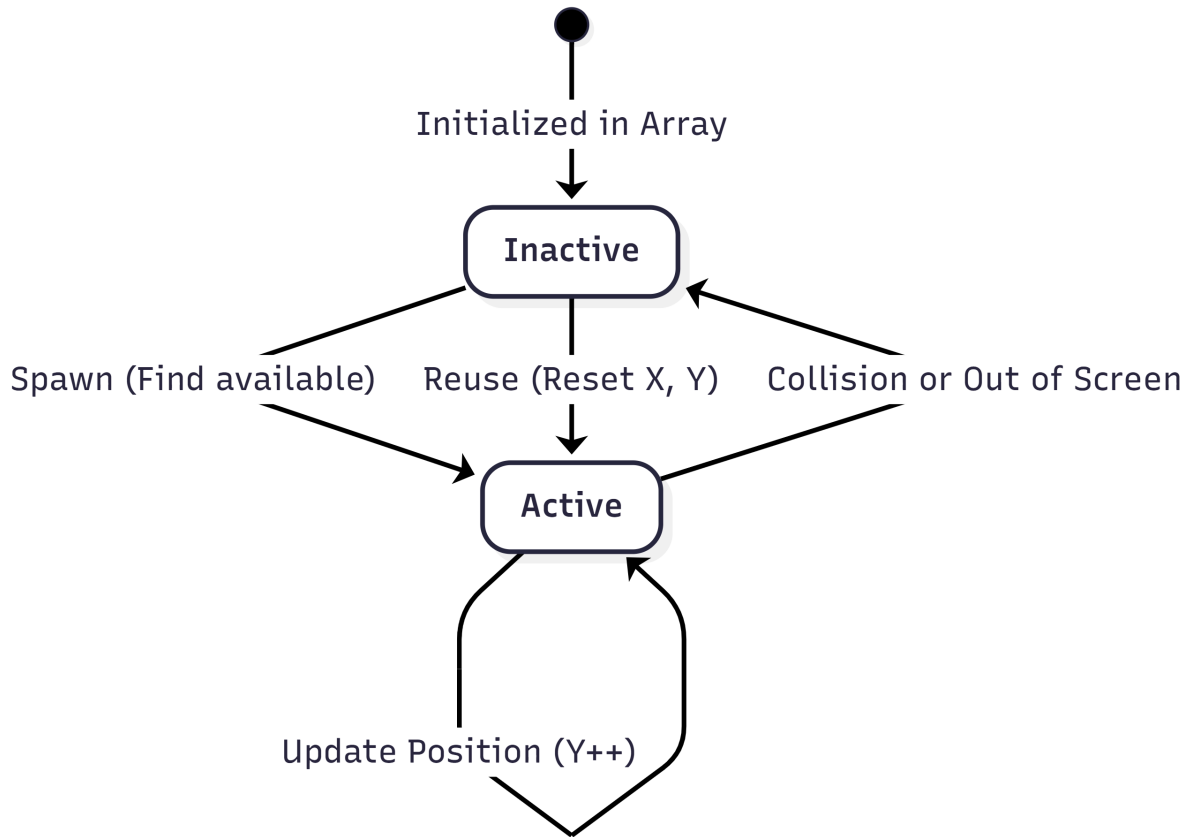 Initialized in Array
Inactive
Spawn (Find available)
Reuse (Reset X, Y)
Collision or Out of Screen
Active
Update Position (Y++)